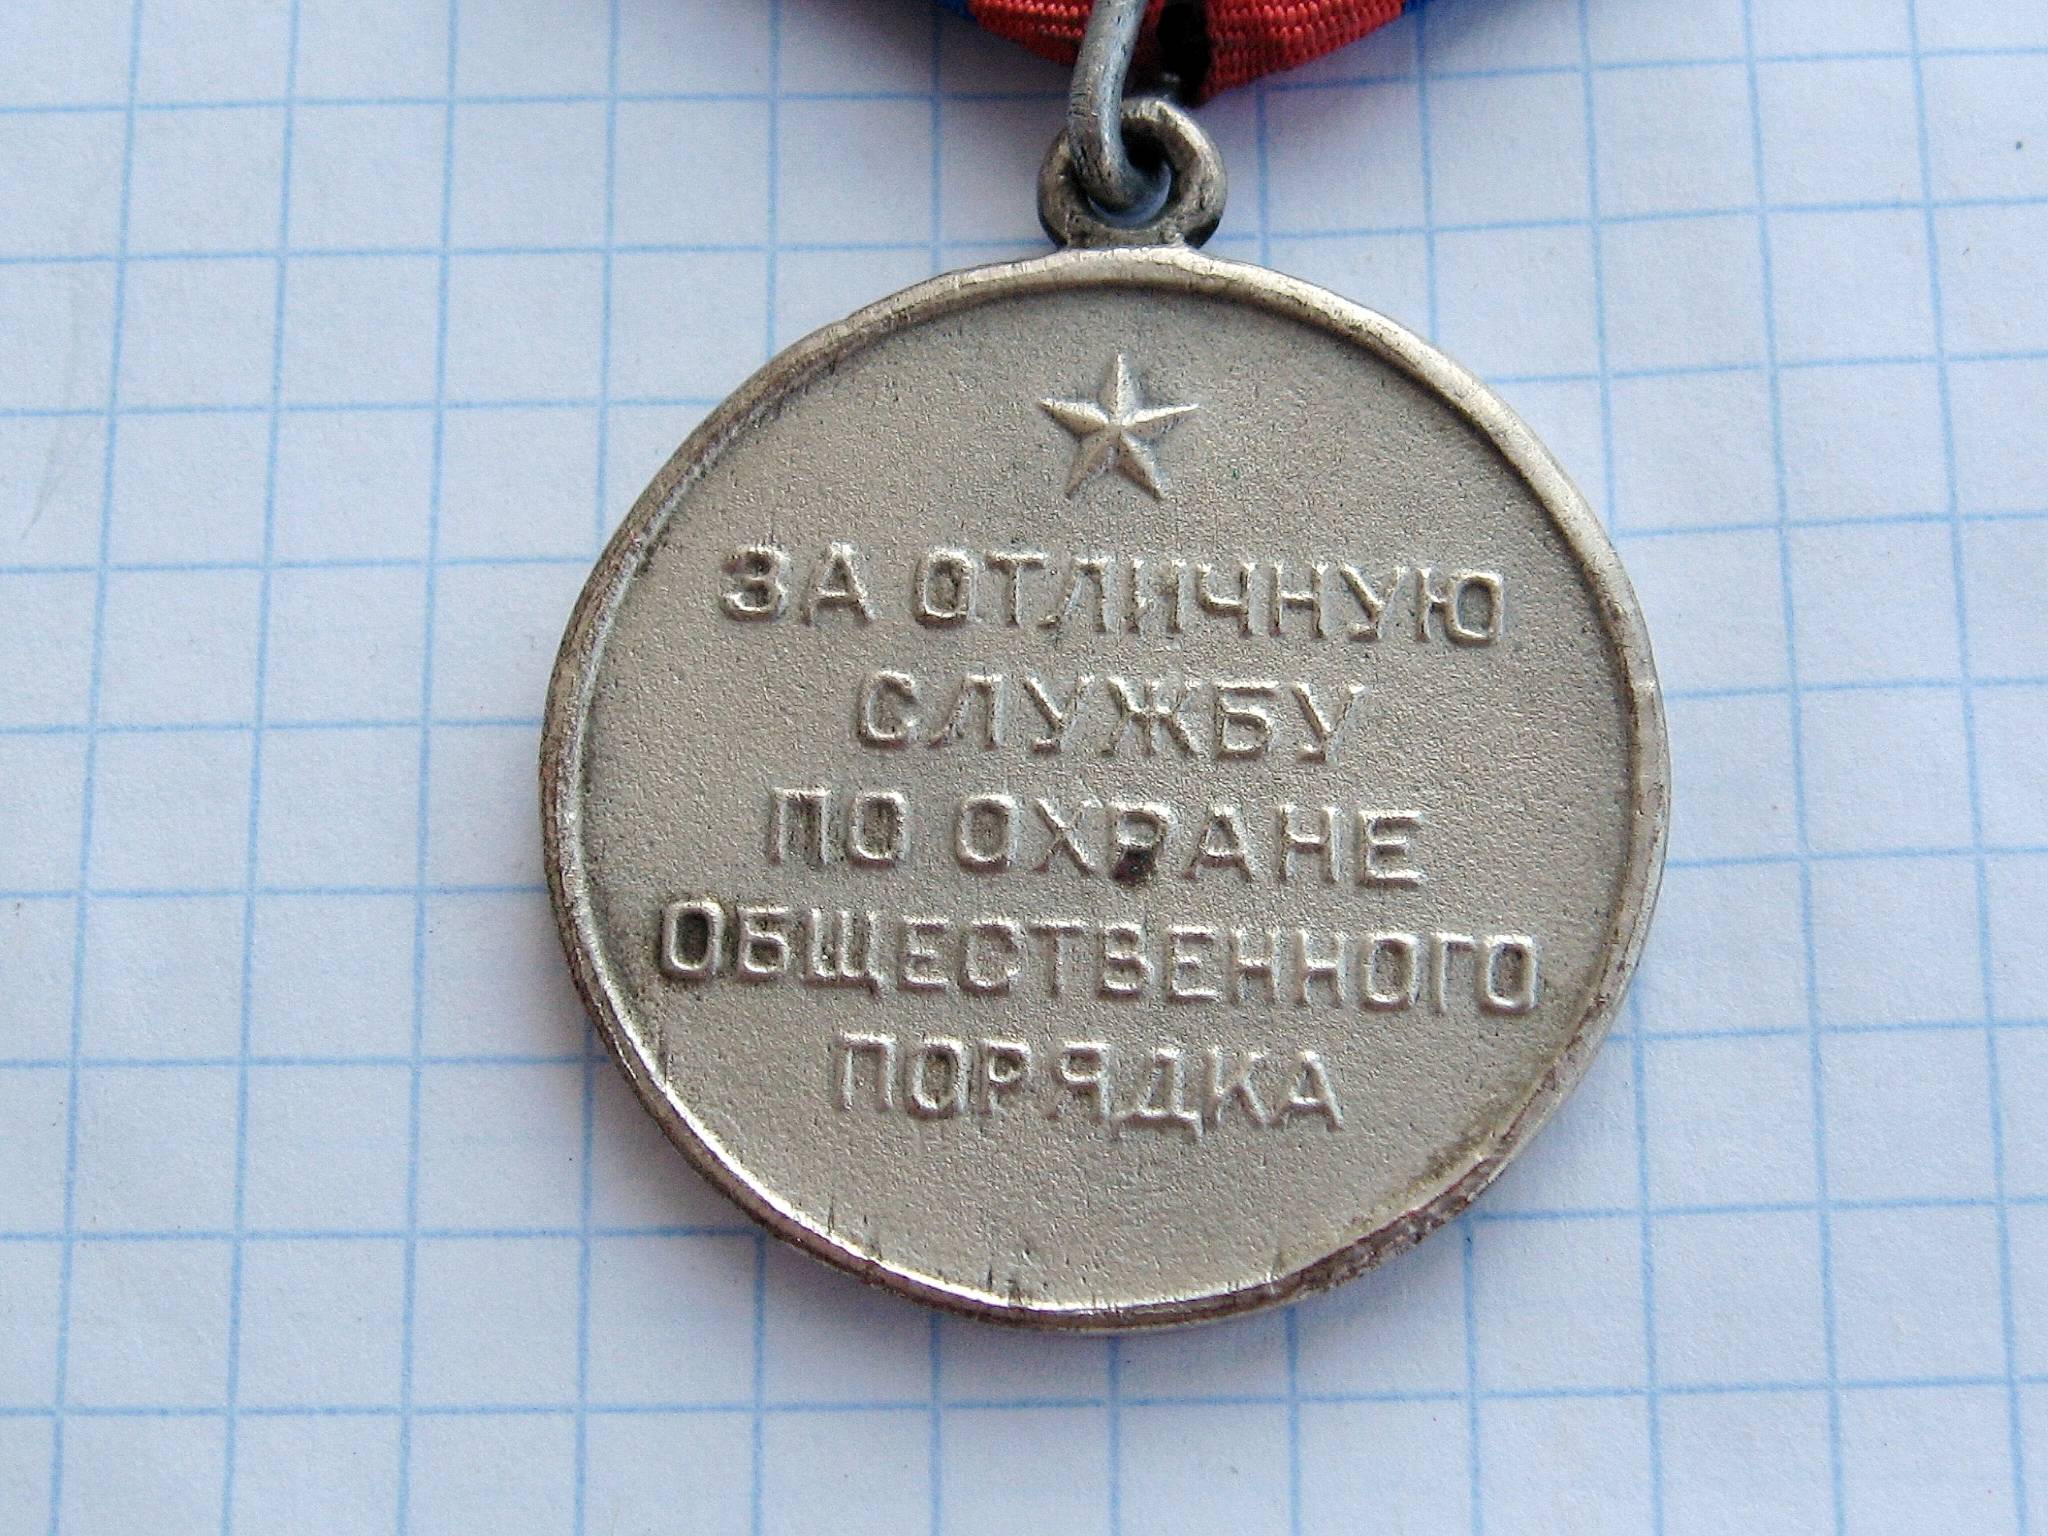 ЗА ОТЛИЧНУЮ
СЛУЖБУ
ПО ОХРАНЕ
ОБЩЕСТВЕННОГО
ПОРЯДКА